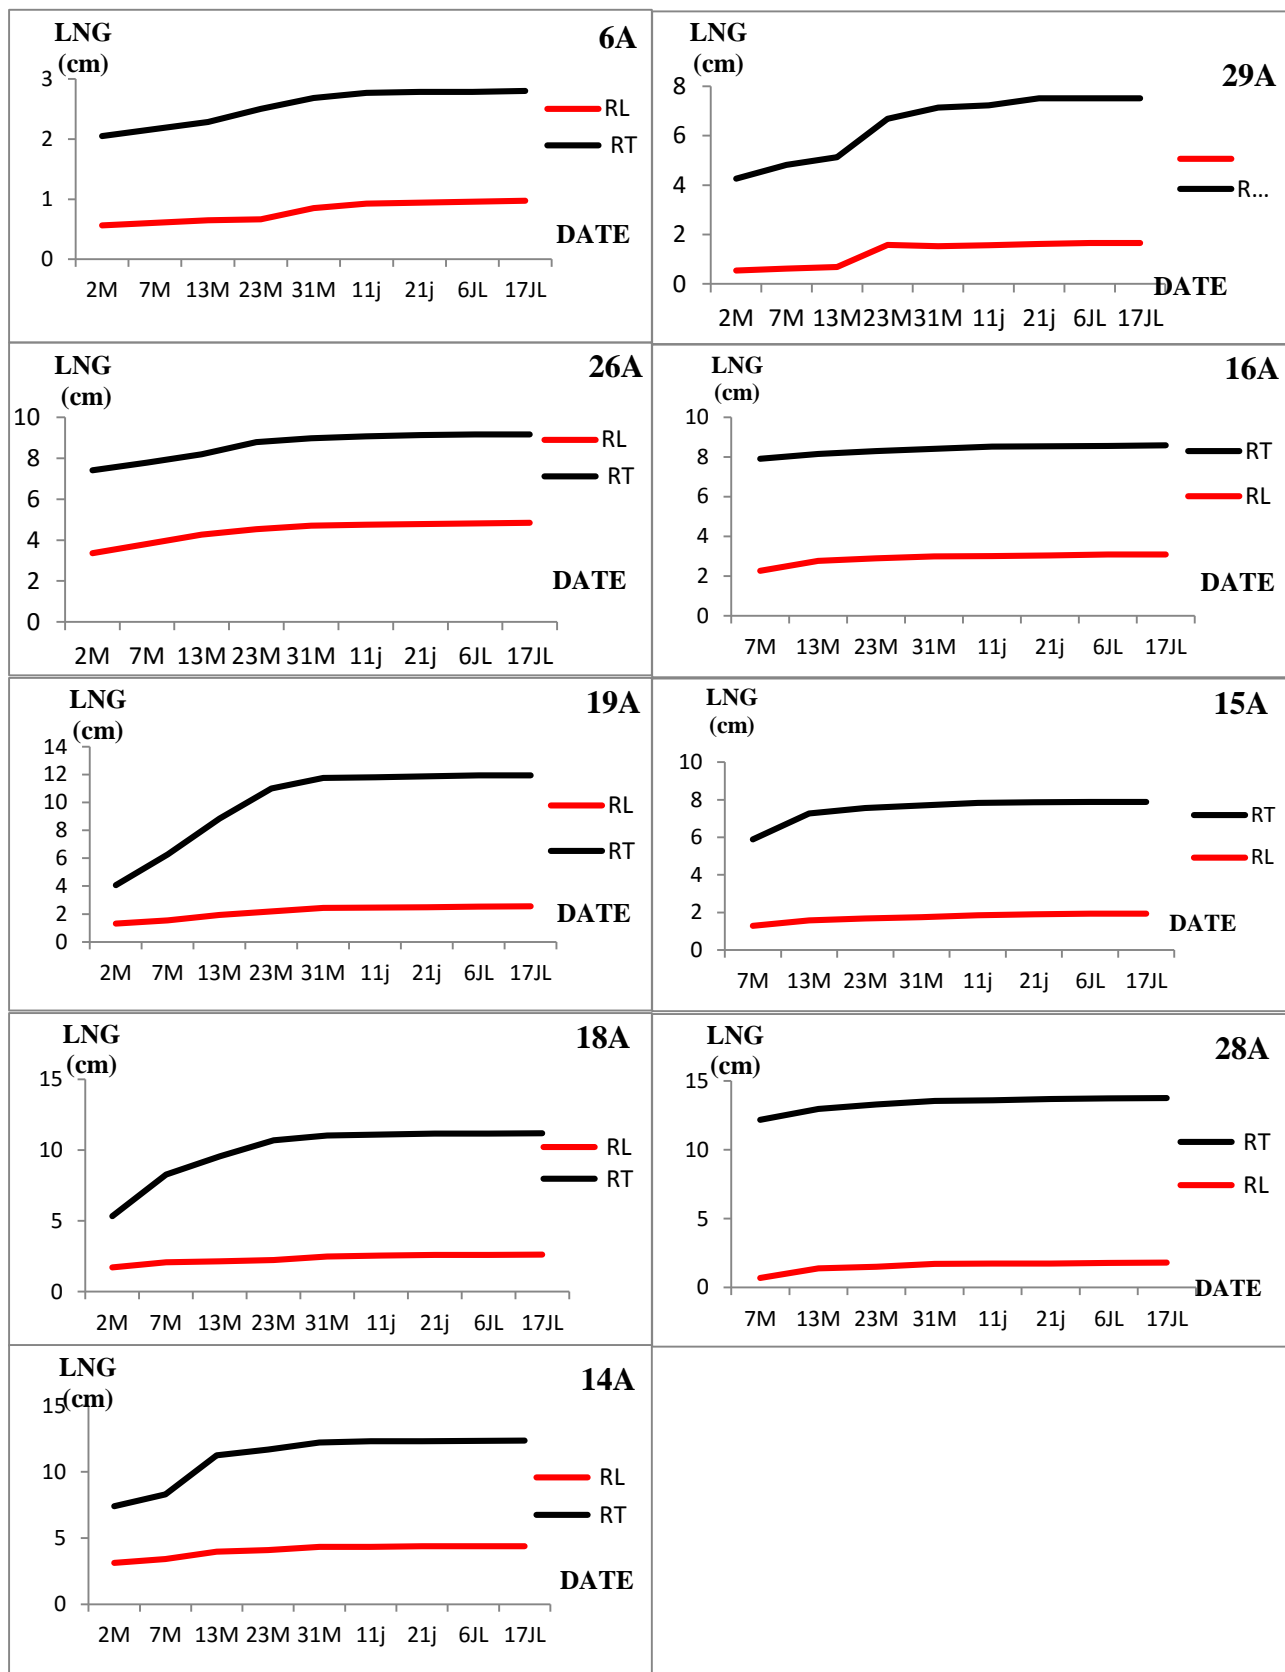 LNG
(cm)
6A
3
2
1
0
RL
RT
DATE
2M 7M 13M 23M 31M 11j 21j 6JL 17JL
LNG
(cm)
29A
8
6
4
2
0
R...
DATE
2M 7M 13M 23M 31M 11j 21j 6JL 17JL
LNG
(cm)
26A
10
8
6
4
2
0
RL
RT
DATE
2M 7M 13M 23M 31M 11j 21j 6JL 17JL
LNG
(cm)
16A
10
8
6
4
2
0
RT
RL
DATE
7M 13M 23M 31M 11j 21j 6JL 17JL
LNG
(cm)
19A
14
12
10
8
6
4
2
0
RL
RT
DATE
2M 7M 13M 23M 31M 11j 21j 6JL 17JL
LNG
(cm)
15A
10
8
6
4
2
0
RT
RL
DATE
7M 13M 23M 31M 11j 21j 6JL 17JL
LNG
(cm)
18A
15
10
5
0
RL
RT
2M 7M 13M 23M 31M 11j 21j 6JL 17JL
LNG
(cm)
28A
15
10
5
0
RT
RL
DATE
7M 13M 23M 31M 11j 21j 6JL 17JL
LNG
(cm)
14A
15
10
5
0
RL
RT
DATE
2M 7M 13M 23M 31M 11j 21j 6JL 17JL